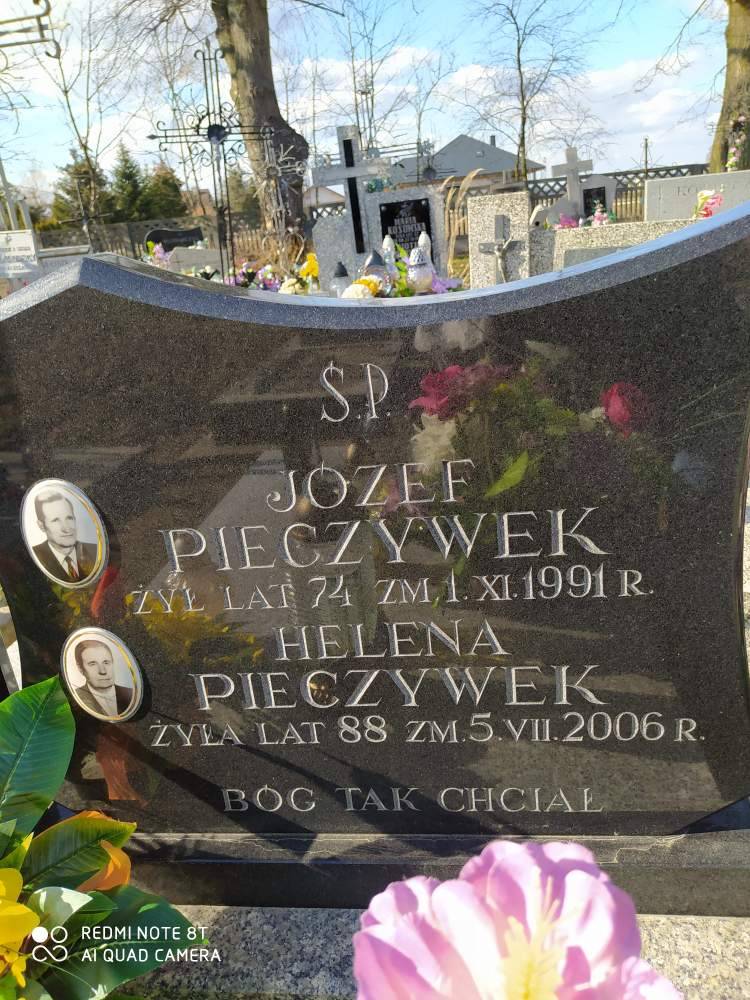 Ś.P.
JÓZEF
PIECZYWEK
ŻYŁ LAT 74 ZM.1.XI.1991 R.
HELENA
PIECZYWEK
ŻYŁA LAT 88 ZM.5.VII.2006 R.
BÓG TAK CHCIAŁ
REDMI NOTE 8T
AI QUAD CAMERA